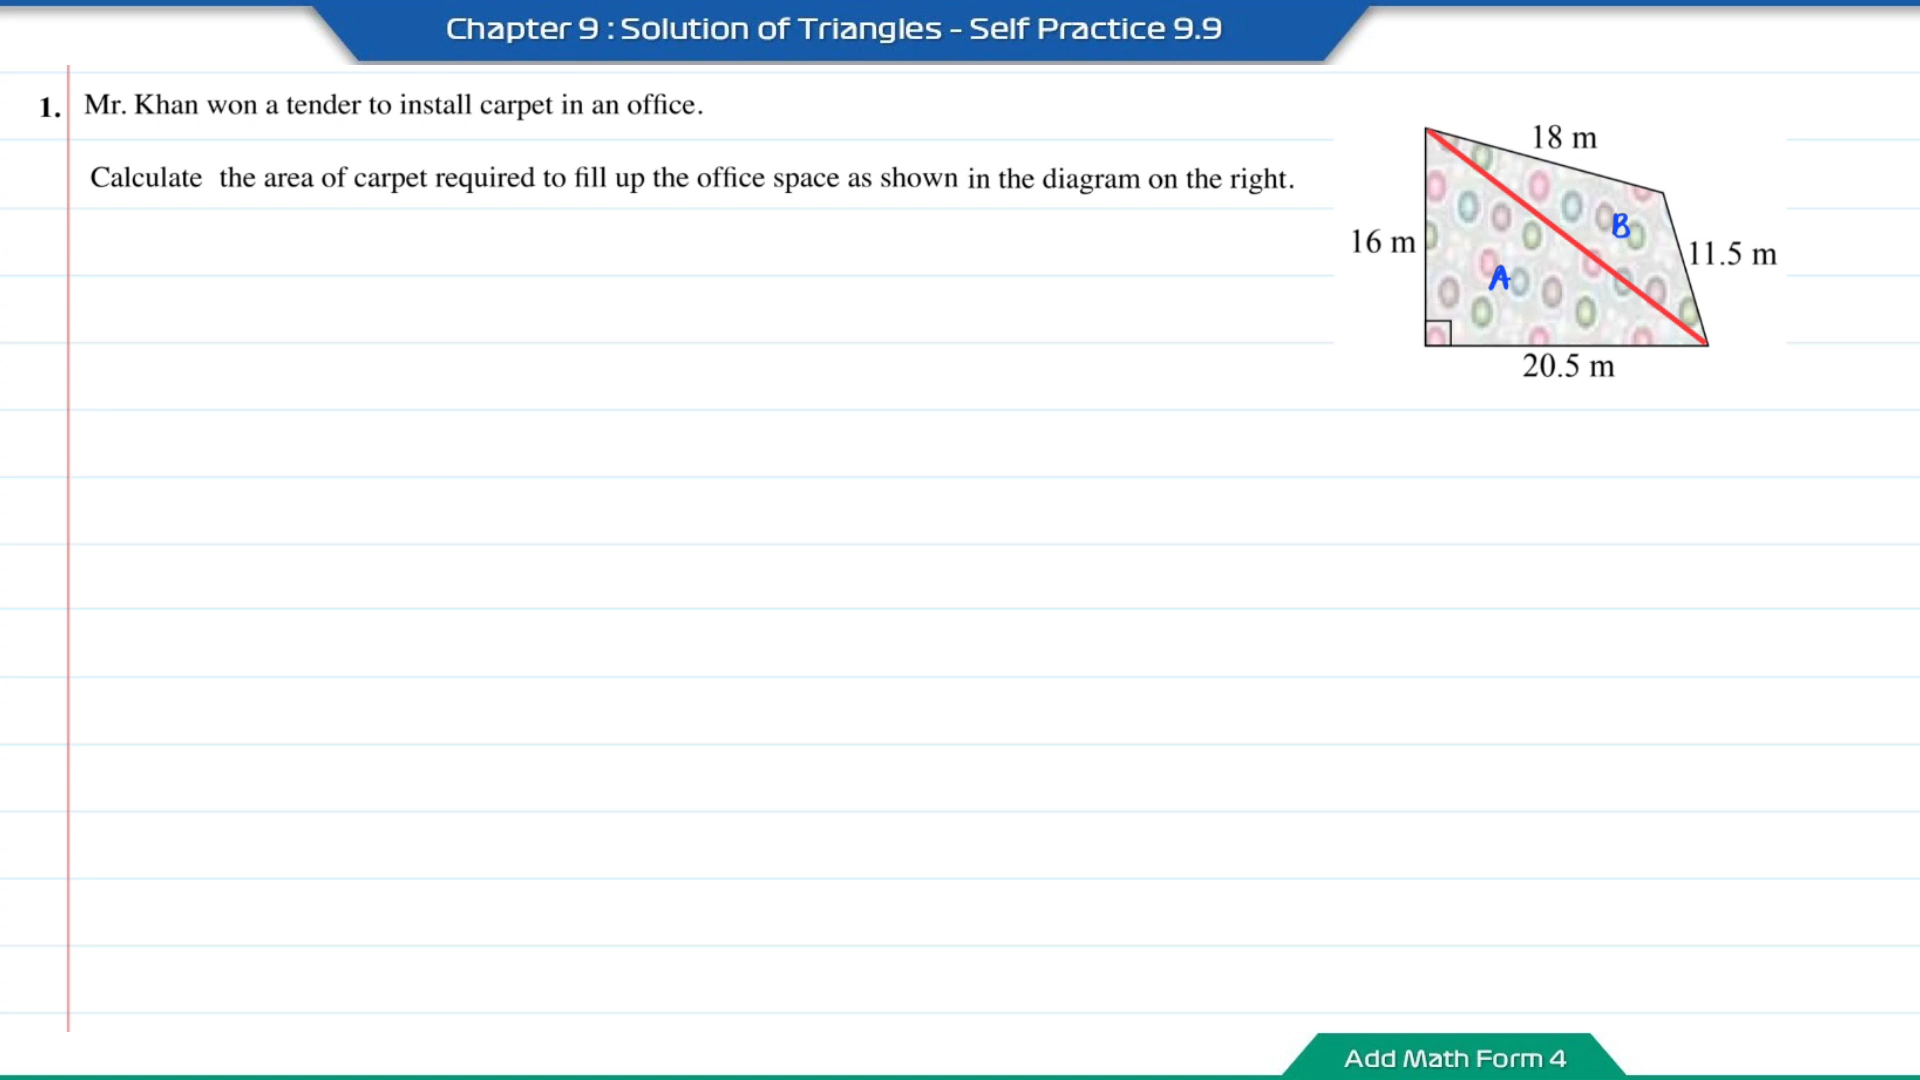 Chapter 9 : Solution of Triangles - Self Practice 9.9
1. Mr. Khan won a tender to install carpet in an office.
Calculate the area of carpet required to fill up the office space as shown in the diagram on the right.
18 m
B
16 m
11.5 m
A
20.5 m
Add Math Form 4